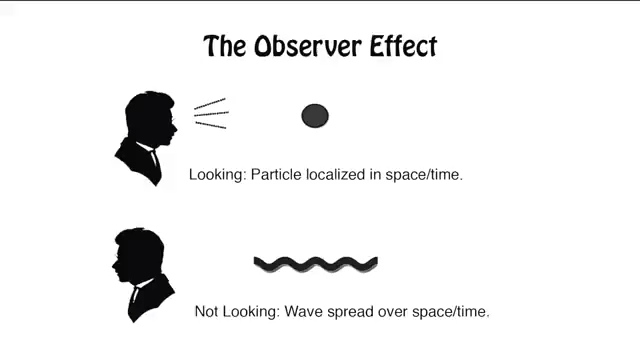 The Observer Effect
Looking: Particle localized in space/time.
Not Looking: Wave spread over space/time.